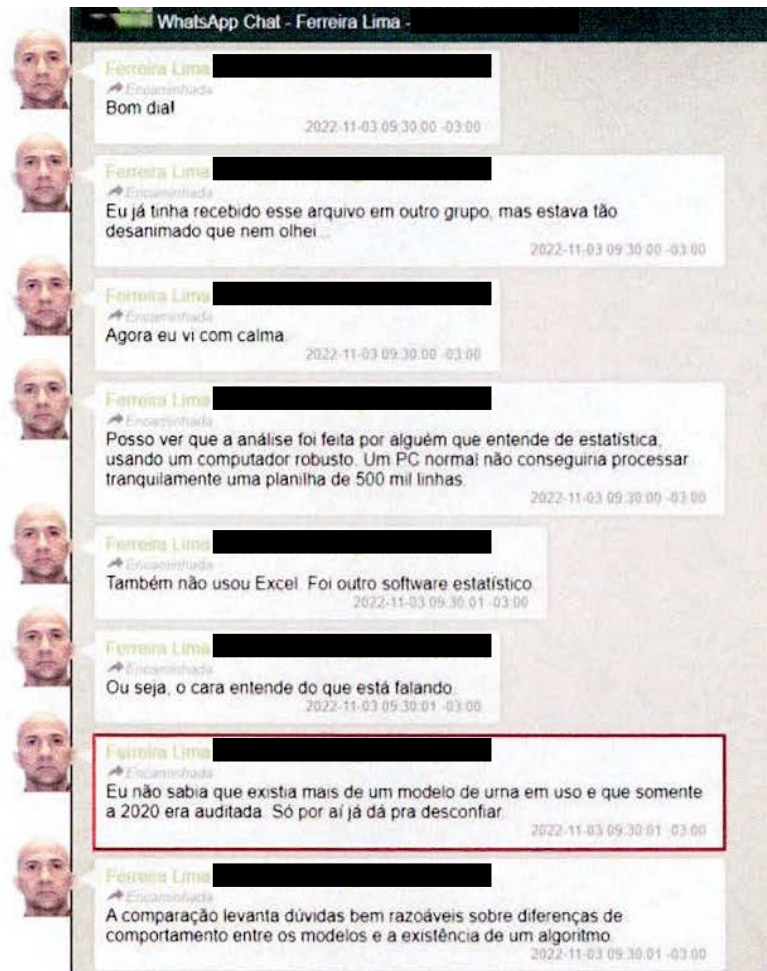 WhatsApp Chat - Ferreira Lima -
Ferreira Lima
Encaminhada
Bom dia!
2022-11-03 09:30:00 -03:00
Ferreira Lima
Encaminhada
Eu já tinha recebido esse arquivo em outro grupo, mas estava tão
desanimado que nem olhei...
2022-11-03 09:30:00 -03:00
Ferreira Lima
Encaminhada
Agora eu vi com calma.
2022-11-03 09:30:00 -03:00
Ferreira Lima
Encaminhada
Posso ver que a análise foi feita por alguém que entende de estatística,
usando um computador robusto. Um PC normal não conseguiria processar
tranquilamente uma planilha de 500 mil linhas.
2022-11-03 09:30:00 -03:00
Ferreira Lima
Encaminhada
Também não usou Excel. Foi outro software estatístico.
2022-11-03 09:30:01 -03:00
Ferreira Lima
Encaminhada
Ou seja, o cara entende do que está falando.
2022-11-03 09:30:01 -03:00
Ferreira Lima
Encaminhada
Eu não sabia que existia mais de um modelo de urna em uso e que somente
a 2020 era auditada. Só por aí já dá pra desconfiar.
2022-11-03 09:30:01 -03:00
Ferreira Lima
Encaminhada
A comparação levanta dúvidas bem razoáveis sobre diferenças de
comportamento entre os modelos e a existência de um algoritmo.
2022-11-03 09:30:01 -03:00